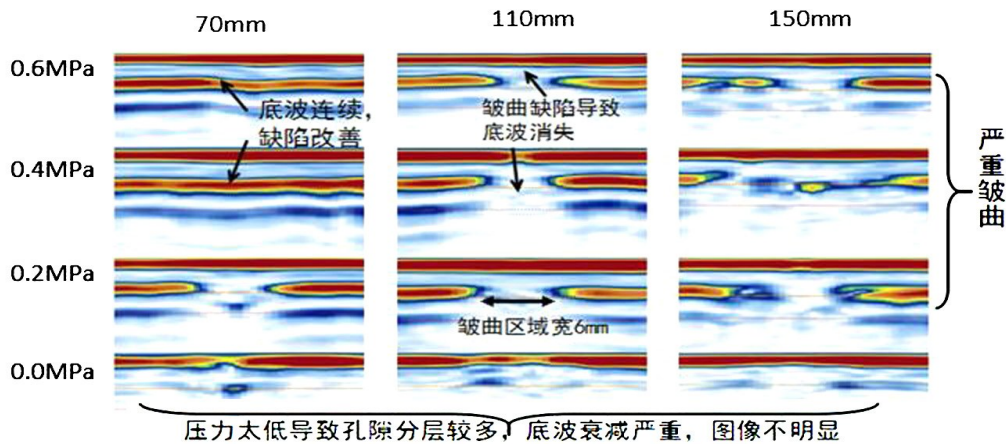 70mm
110mm
150mm
0.6MPa
底波连续，
缺陷改善
皱曲缺陷导致
底波消失
0.4MPa
严重皱曲
0.2MPa
皱曲区域宽6mm
0.0MPa
压力太低导致孔隙分层较多，底波衰减严重，图像不明显